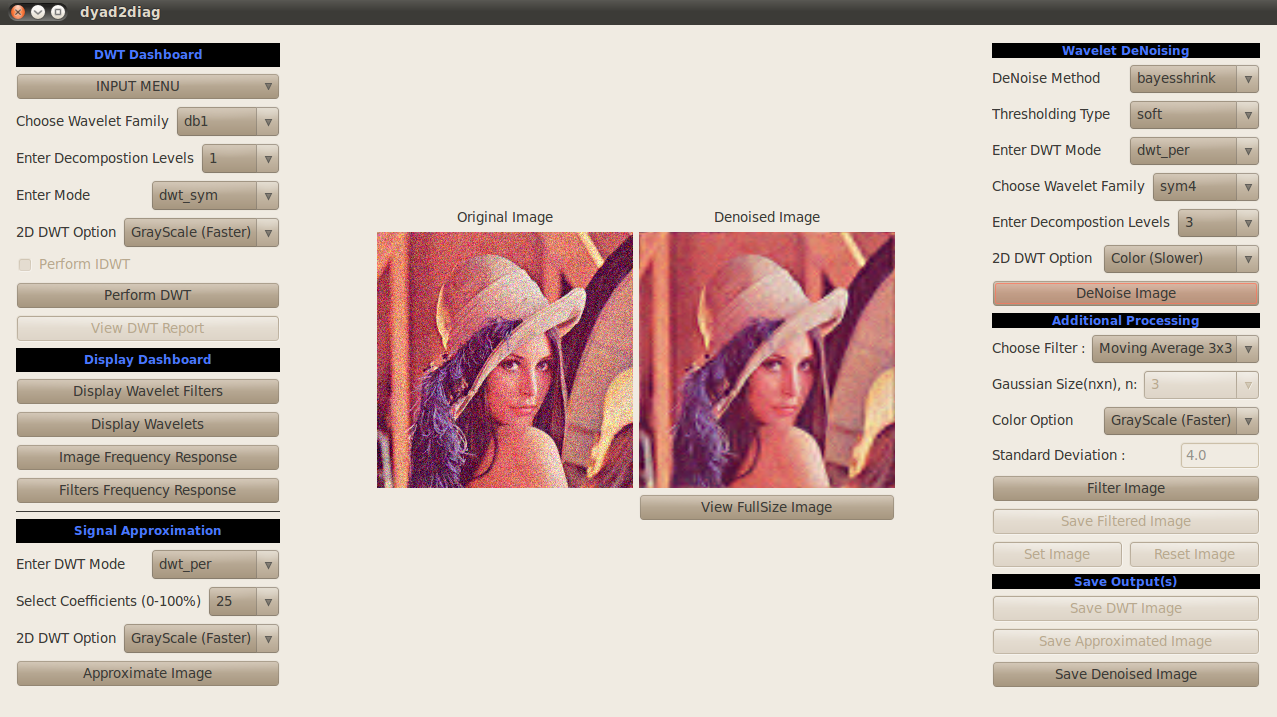 dyad2diag
DWT Dashboard
INPUT MENU
Choose Wavelet Family db1
Enter Decompostion Levels 1
Enter Mode dwt_sym
2D DWT Option GrayScale (Faster)
Perform IDWT
Perform DWT
View DWT Report
Display Dashboard
Display Wavelet Filters
Display Wavelets
Image Frequency Response
Filters Frequency Response
Signal Approximation
Enter DWT Mode dwt_per
Select Coefficients (0-100%) 25
2D DWT Option GrayScale (Faster)
Approximate Image
Original Image
Denoised Image
View FullSize Image
Wavelet DeNoising
DeNoise Method bayesshrink
Thresholding Type soft
Enter DWT Mode dwt_per
Choose Wavelet Family sym4
Enter Decompostion Levels 3
2D DWT Option Color (Slower)
DeNoise Image
Additional Processing
Choose Filter : Moving Average 3x3
Gaussian Size(nxn), n: 3
Color Option GrayScale (Faster)
Standard Deviation : 4.0
Filter Image
Save Filtered Image
Set Image Reset Image
Save Output(s)
Save DWT Image
Save Approximated Image
Save Denoised Image